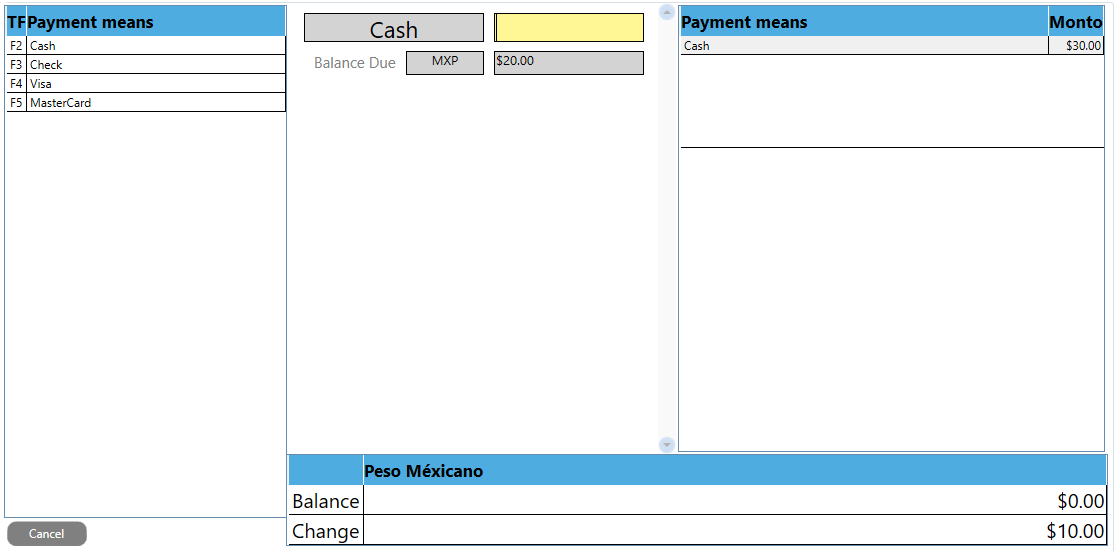 TF Payment means
F2 Cash
F3 Check
F4 Visa
F5 MasterCard
Cash
Balance Due MXP $20.00
Payment means Monto
Cash $30.00
Peso Méxicano
Balance $0.00
Change $10.00
Cancel